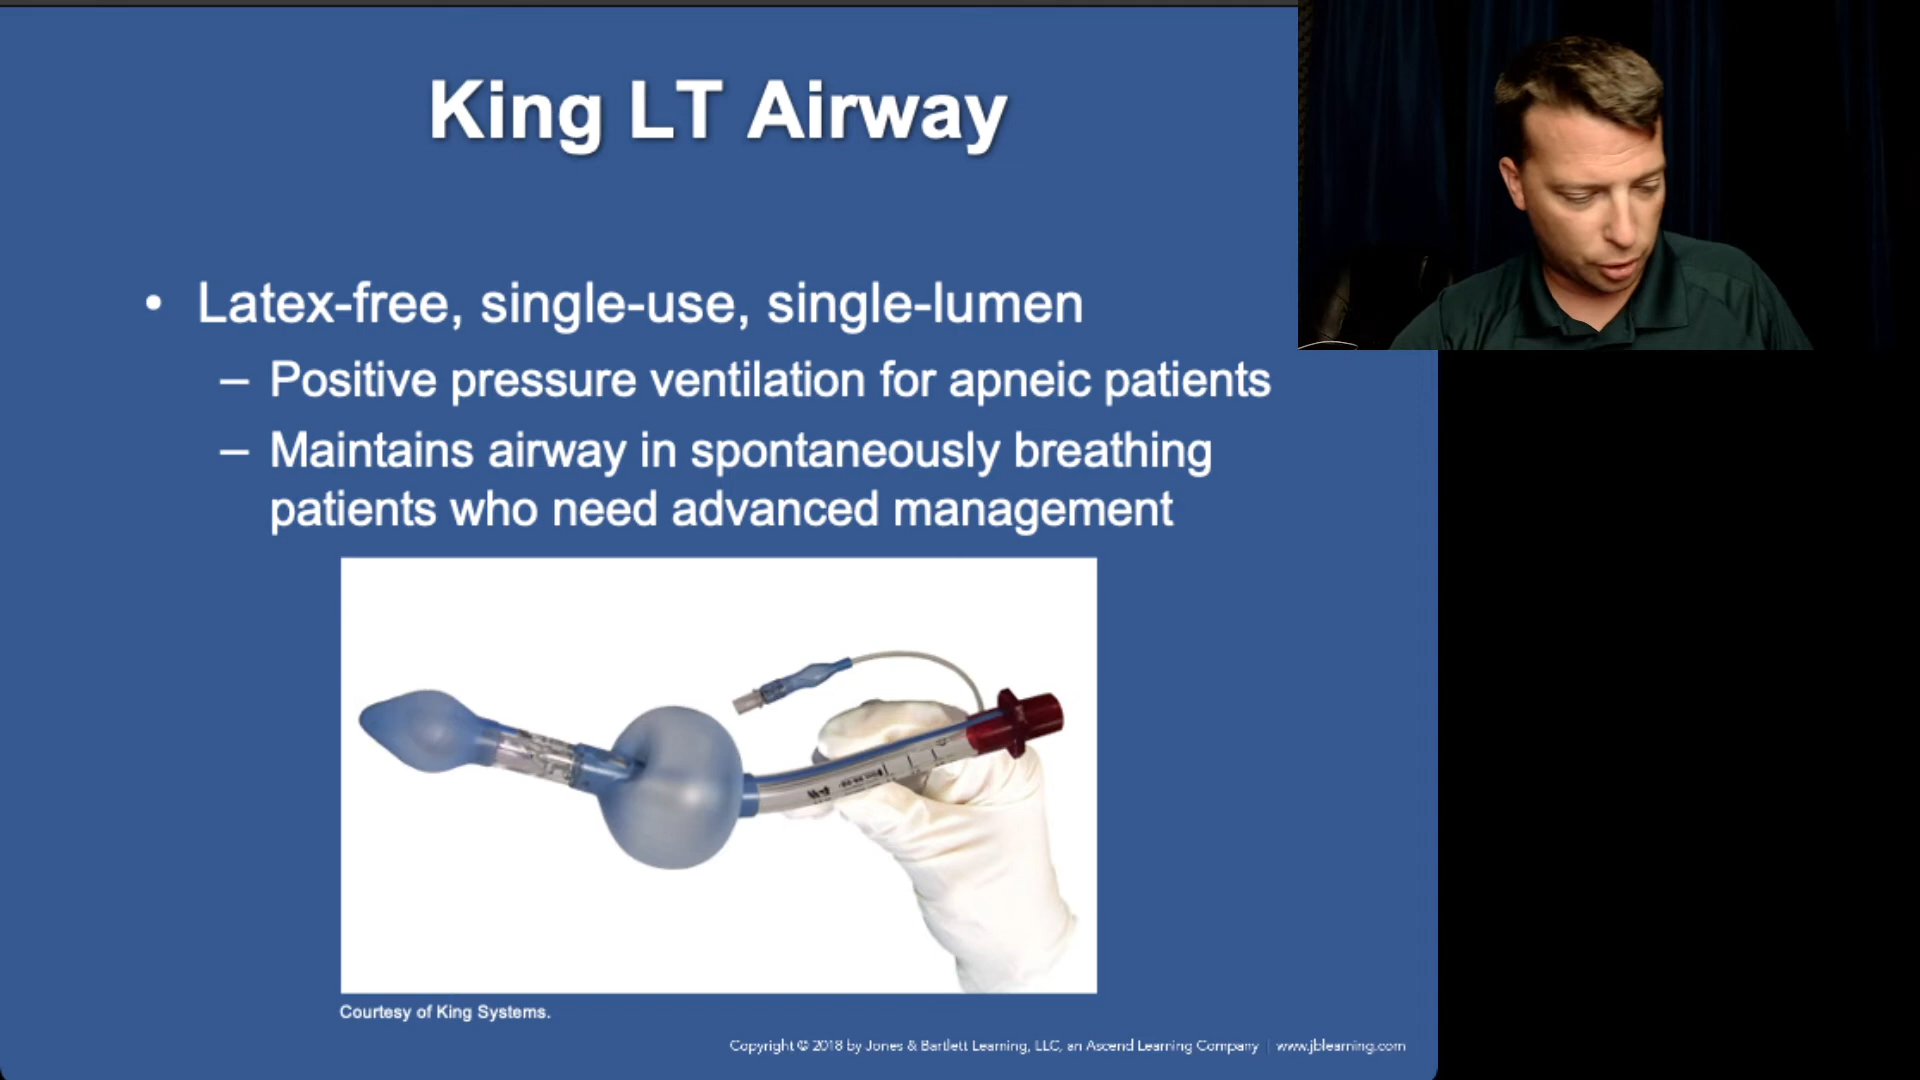 King LT Airway
• Latex-free, single-use, single-lumen
– Positive pressure ventilation for apneic patients
– Maintains airway in spontaneously breathing
patients who need advanced management
Courtesy of King Systems.
Copyright © 2018 by Jones & Bartlett Learning, LLC, an Ascend Learning Company | www.jblearning.com